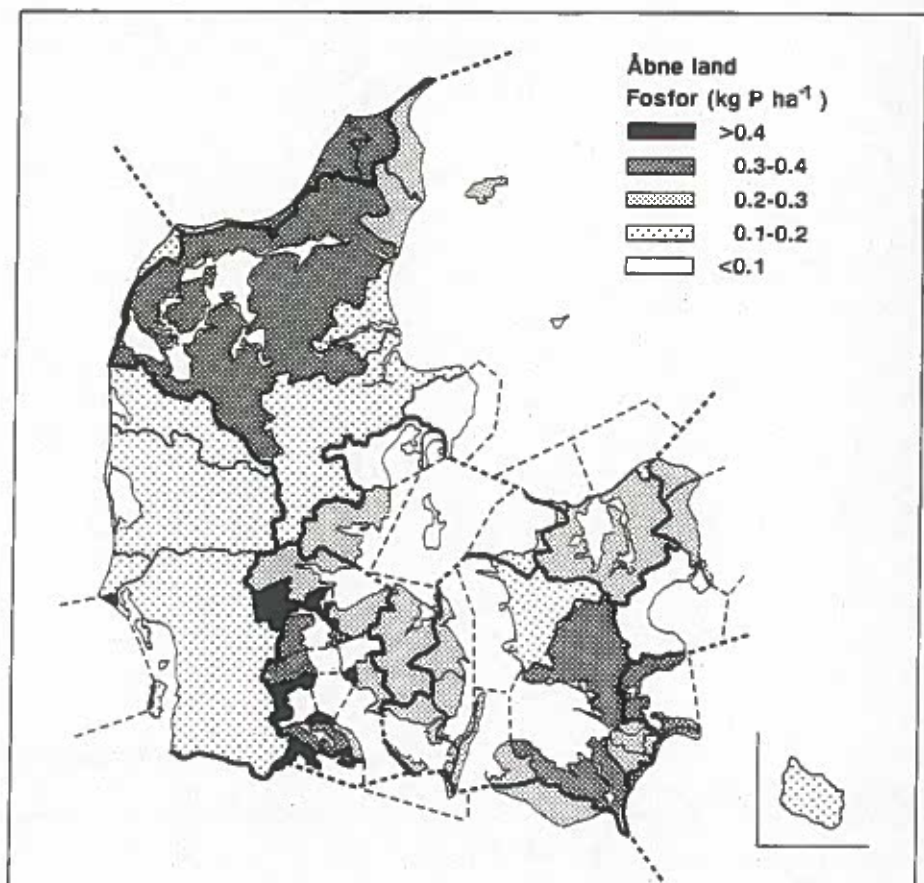 Åbne land
Fosfor (kg P ha⁻¹ )
>0.4
0.3-0.4
0.2-0.3
0.1-0.2
<0.1